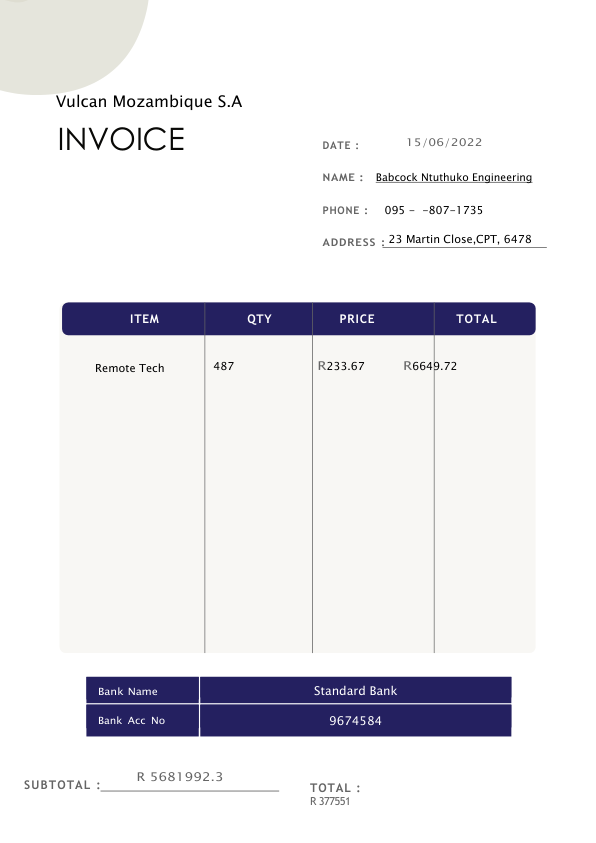 Vulcan Mozambique S.A
INVOICE
DATE : 15/06/2022
NAME : Babcock Ntuthuko Engineering
PHONE : 095 - -807-1735
ADDRESS : 23 Martin Close,CPT, 6478
ITEM QTY PRICE TOTAL
Remote Tech 487 R233.67 R6649.72
Bank Name Standard Bank
Bank Acc No 9674584
SUBTOTAL : R 5681992.3
TOTAL :
R 377551